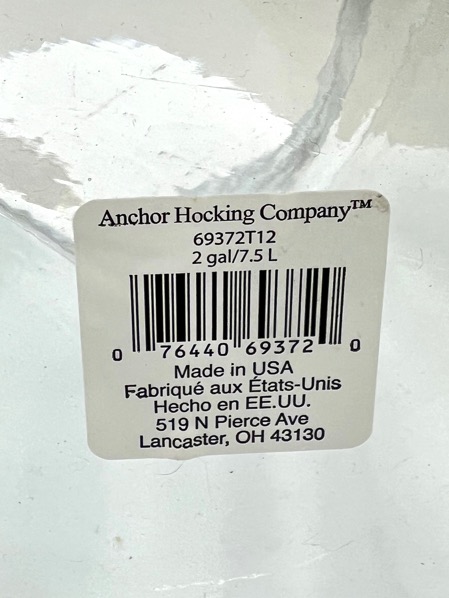 Anchor Hocking Company™
69372T12
2 gal/7.5 L
0 76440 69372 0
Made in USA
Fabriqué aux États-Unis
Hecho en EE.UU.
519 N Pierce Ave
Lancaster, OH 43130